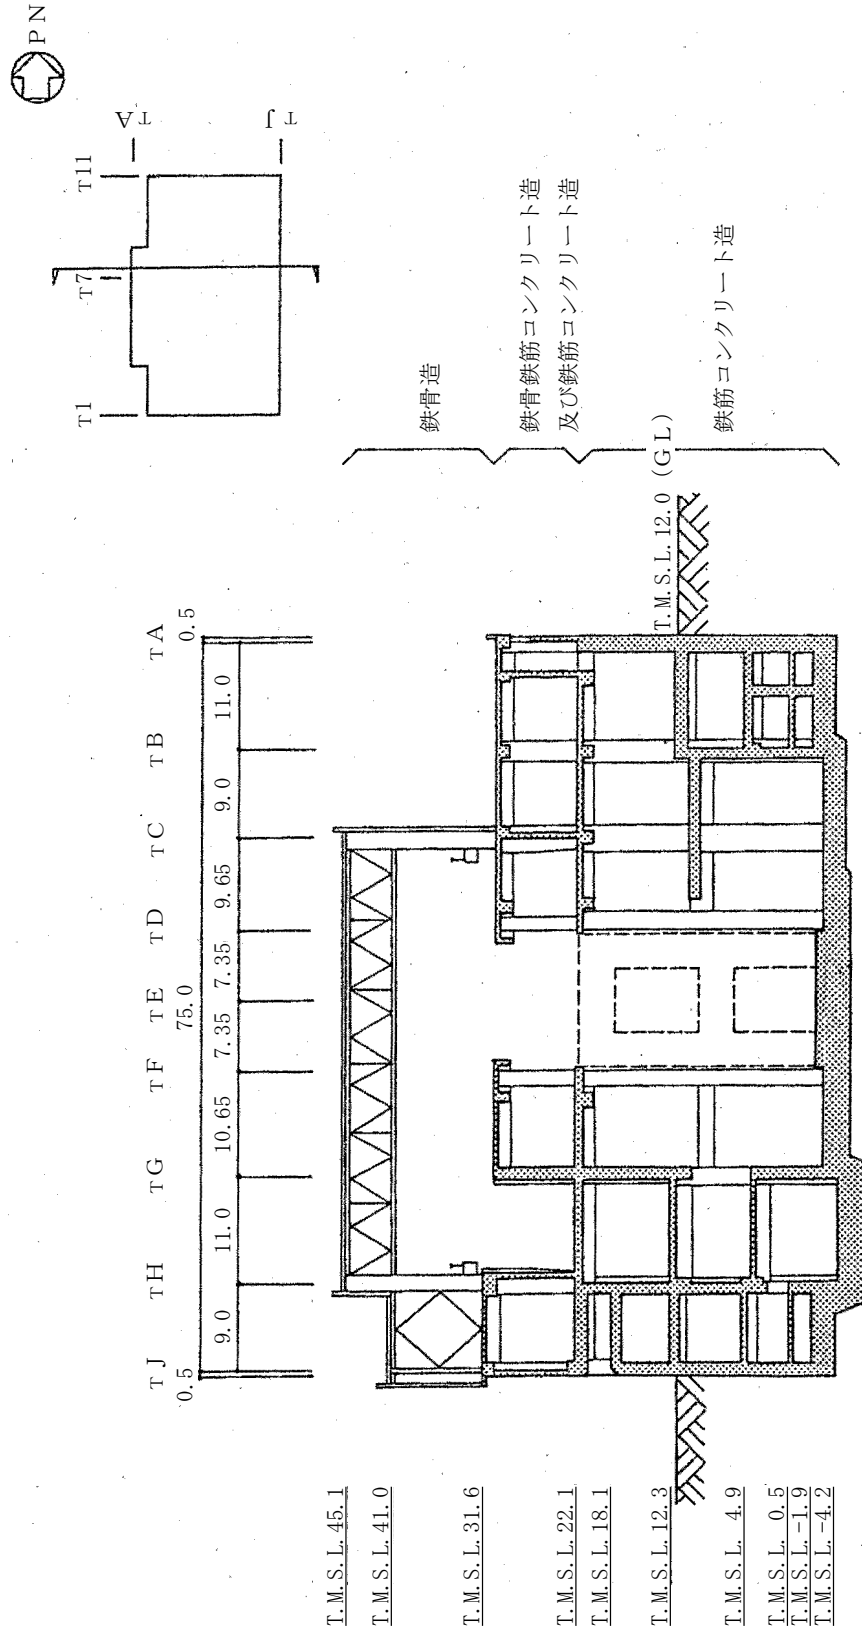 PN
TA
TJ
T1
T7
T11
鉄骨造
鉄骨鉄筋コンクリート造
及び鉄筋コンクリート造
鉄筋コンクリート造
TJ
TH
TG
TF
TE
TD
TC
TB
TA
0.5
75.0
0.5
9.0
11.0
10.65
7.35
7.35
9.65
9.0
11.0
T.M.S.L.12.0 (GL)
T.M.S.L.45.1
T.M.S.L.41.0
T.M.S.L.31.6
T.M.S.L.22.1
T.M.S.L.18.1
T.M.S.L.12.3
T.M.S.L. 4.9
T.M.S.L. 0.5
T.M.S.L.-1.9
T.M.S.L.-4.2